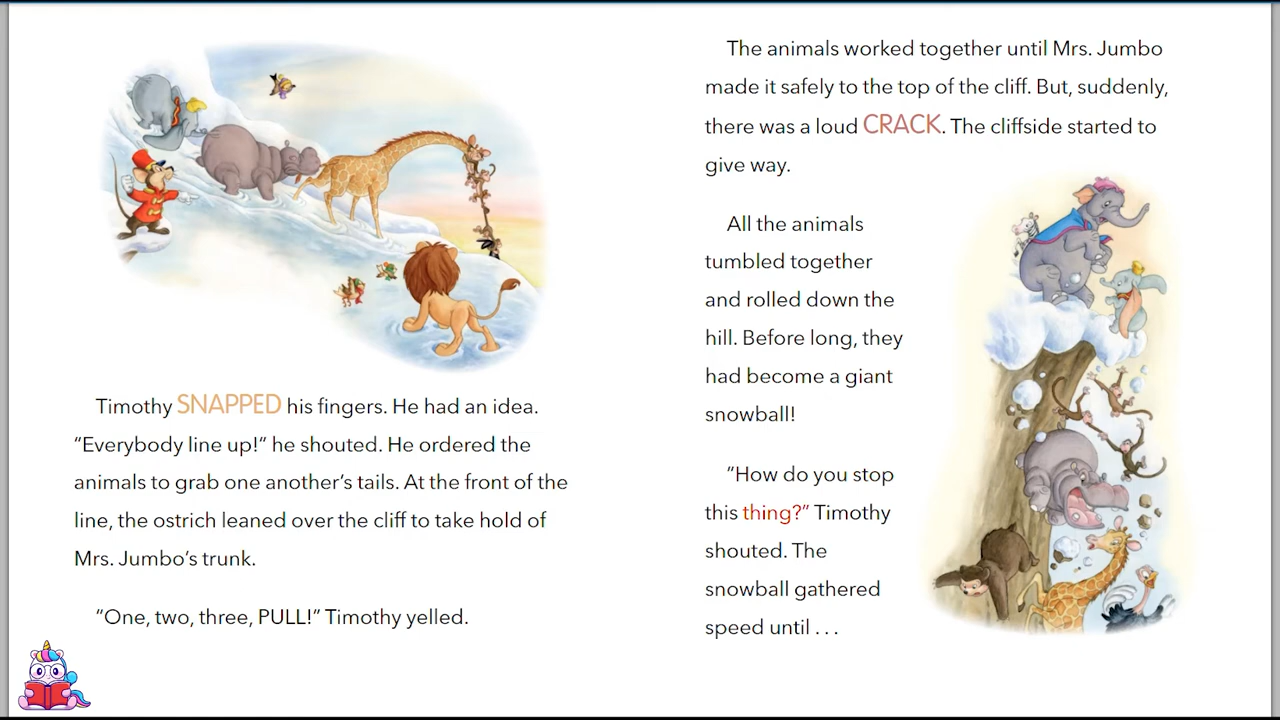 Timothy SNAPPED his fingers. He had an idea.
“Everybody line up!” he shouted. He ordered the
animals to grab one another’s tails. At the front of the
line, the ostrich leaned over the cliff to take hold of
Mrs. Jumbo’s trunk.
“One, two, three, PULL!” Timothy yelled.
The animals worked together until Mrs. Jumbo
made it safely to the top of the cliff. But, suddenly,
there was a loud CRACK. The cliffside started to
give way.
All the animals
tumbled together
and rolled down the
hill. Before long, they
had become a giant
snowball!
“How do you stop
this thing?” Timothy
shouted. The
snowball gathered
speed until . . .